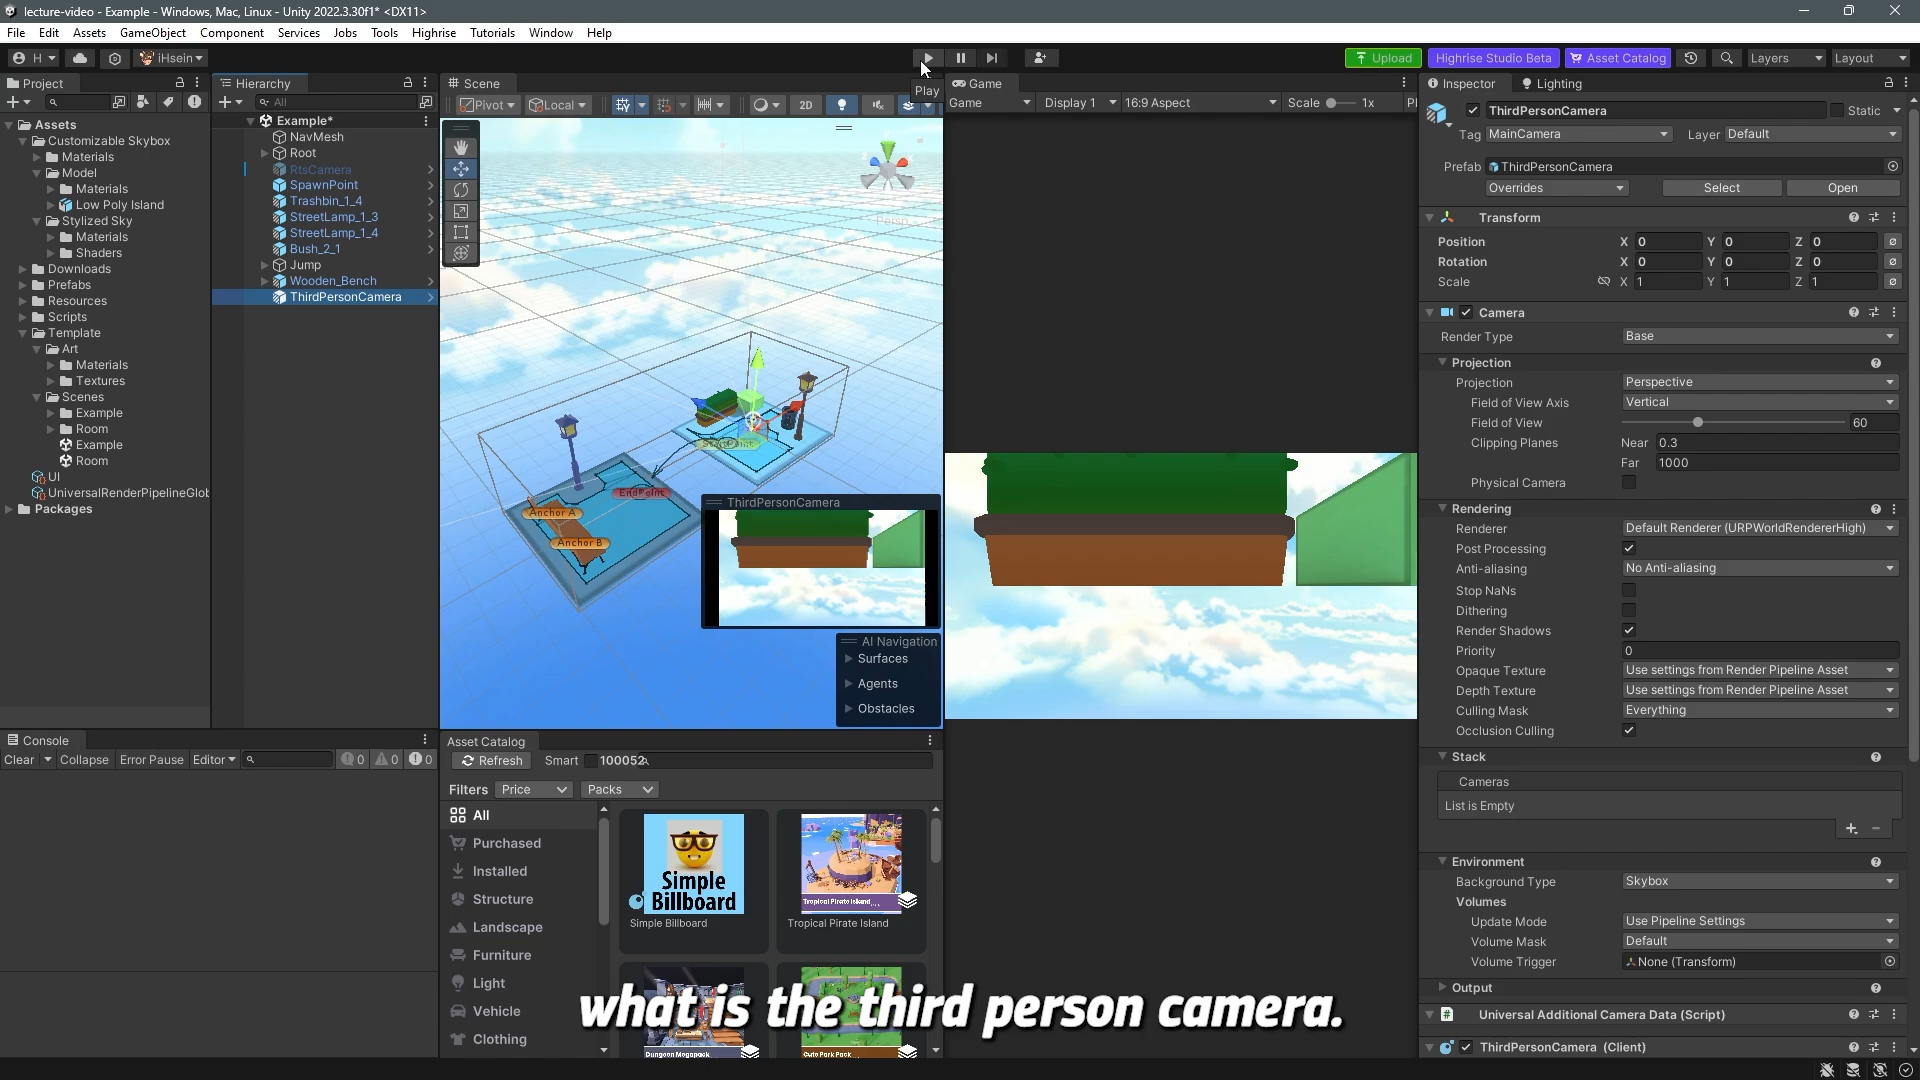 lecture-video - Example - Windows, Mac, Linux - Unity 2022.3.30f1* <DX11>
File Edit Assets GameObject Component Services Jobs Tools Highrise Tutorials Window Help
H iHsein Upload Highrise Studio Beta Asset Catalog Layers Layout
Play
Project
Assets
Customizable Skybox
Materials
Model
Materials
Low Poly Island
Stylized Sky
Materials
Shaders
Downloads
Prefabs
Resources
Scripts
Template
Art
Materials
Textures
Scenes
Example
Room
Example
Room
UI
UniversalRenderPipelineGlob
Packages
Hierarchy
All
Example*
NavMesh
Root
RtsCamera
SpawnPoint
Trashbin_1_4
StreetLamp_1_3
StreetLamp_1_4
Bush_2_1
Jump
Wooden_Bench
ThirdPersonCamera
Scene
Pivot Local 2D
Persp
StartPoint
EndPoint
Anchor A
Anchor B
ThirdPersonCamera
AI Navigation
Surfaces
Agents
Obstacles
Game
Game Display 1 16:9 Aspect Scale 1x Pl
Inspector Lighting
ThirdPersonCamera Static
Tag MainCamera Layer Default
Prefab ThirdPersonCamera
Overrides Select Open
Transform
Position X 0 Y 0 Z 0
Rotation X 0 Y 0 Z 0
Scale X 1 Y 1 Z 1
Camera
Render Type Base
Projection
Projection Perspective
Field of View Axis Vertical
Field of View 60
Clipping Planes Near 0.3
Far 1000
Physical Camera
Rendering
Renderer Default Renderer (URPWorldRendererHigh)
Post Processing
Anti-aliasing No Anti-aliasing
Stop NaNs
Dithering
Render Shadows
Priority 0
Opaque Texture Use settings from Render Pipeline Asset
Depth Texture Use settings from Render Pipeline Asset
Culling Mask Everything
Occlusion Culling
Stack
Cameras
List is Empty
Environment
Background Type Skybox
Volumes
Update Mode Use Pipeline Settings
Volume Mask Default
Volume Trigger None (Transform)
Output
Universal Additional Camera Data (Script)
ThirdPersonCamera (Client)
Console
Clear Collapse Error Pause Editor 0 0 0
Asset Catalog
Refresh Smart 100052
Filters Price Packs
All
Purchased
Installed
Structure
Landscape
Furniture
Light
Vehicle
Clothing
Simple
Billboard
Simple Billboard
Tropical Pirate Island,...
Tropical Pirate Island
Dungeon Megapack
Cute Park Pack
what is the third person camera.